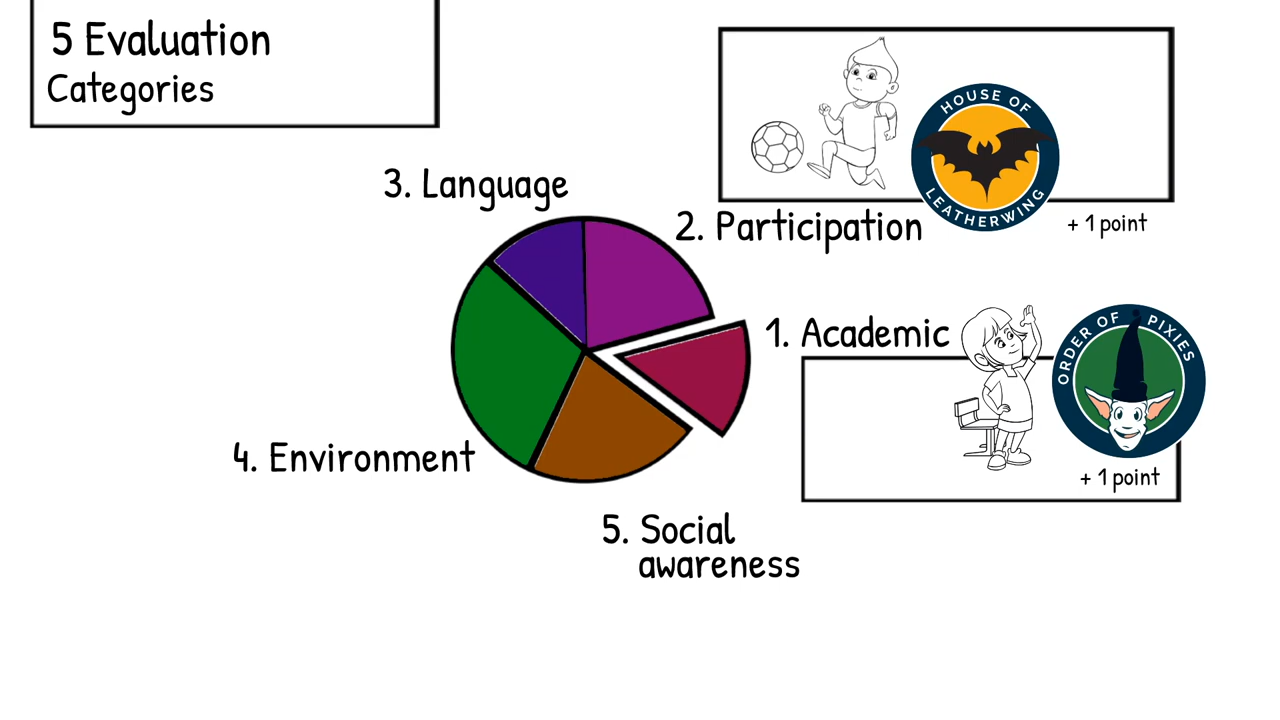 5 Evaluation
Categories
HOUSE OF
LEATHERWING
+ 1 point
3. Language
2. Participation
1. Academic
ORDER OF PIXIES
+ 1 point
4. Environment
5. Social
awareness